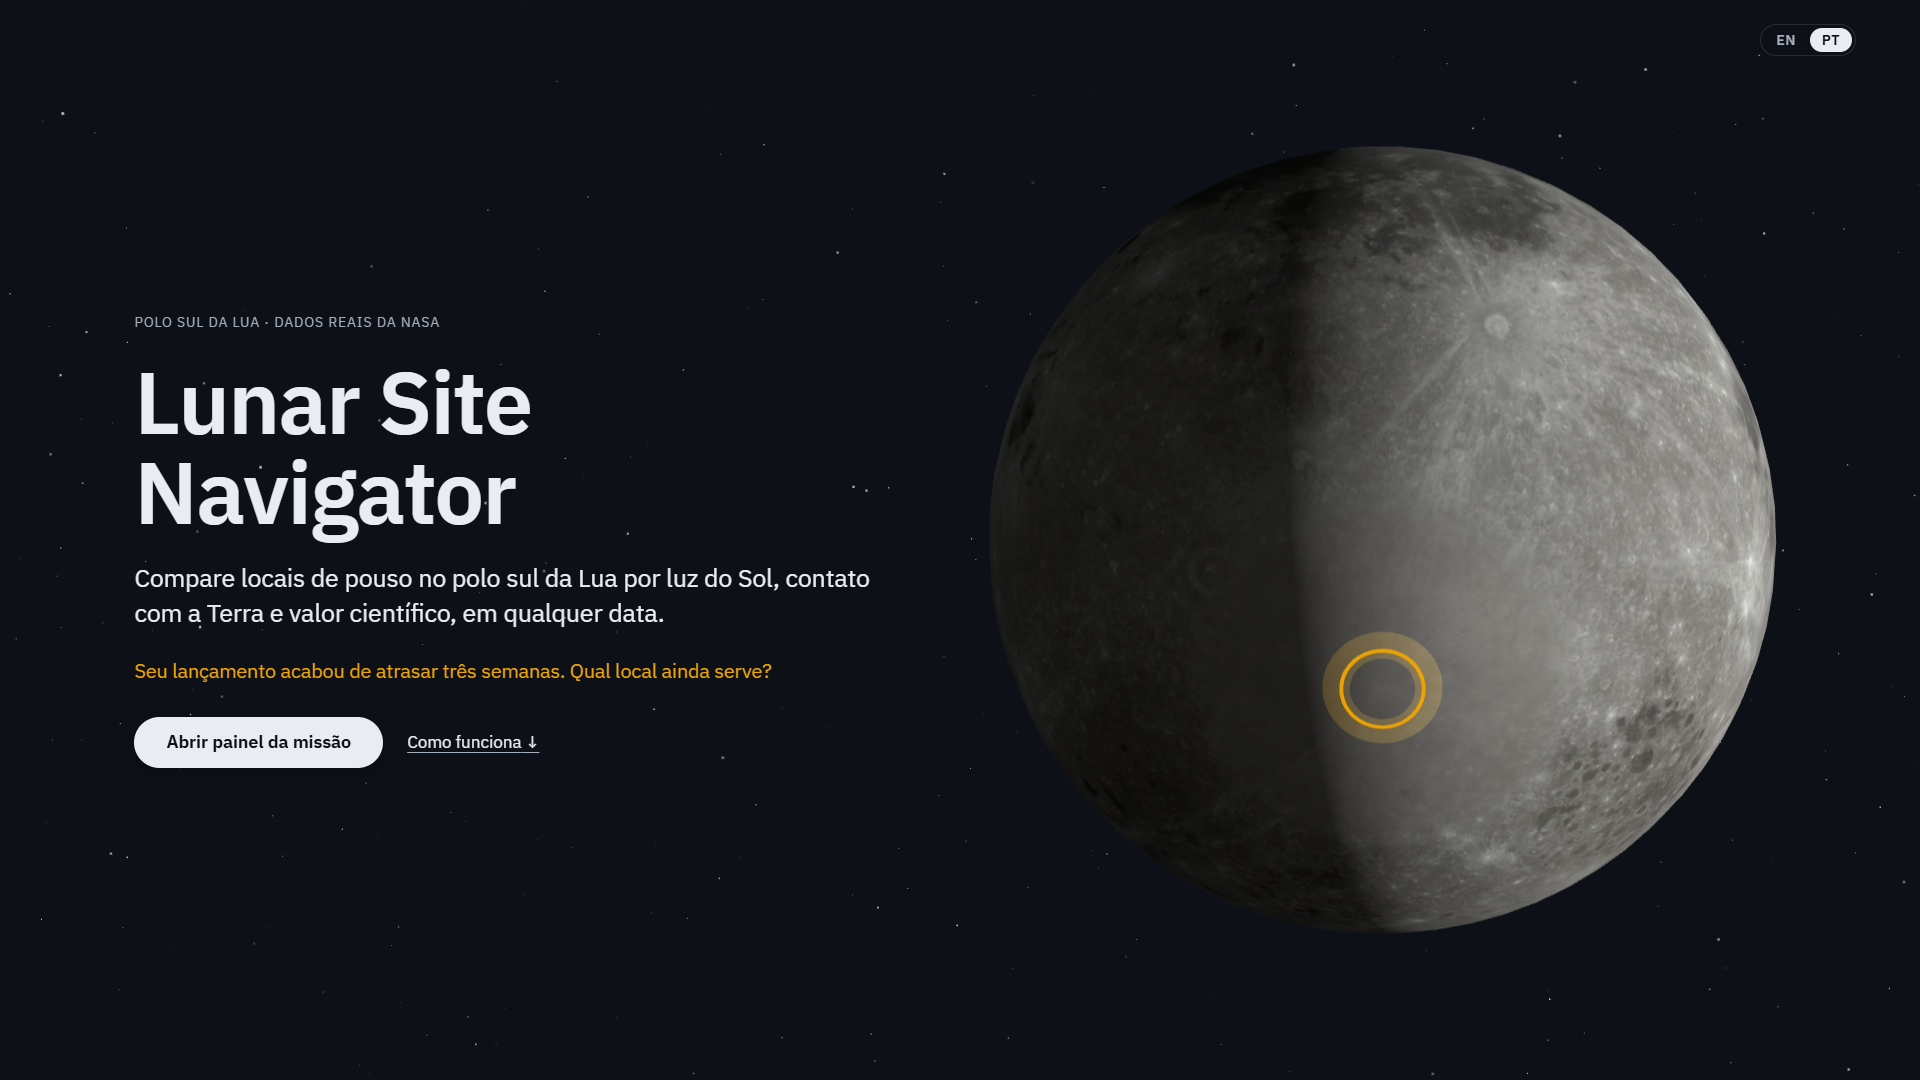 EN PT
POLO SUL DA LUA · DADOS REAIS DA NASA
Lunar Site
Navigator
Compare locais de pouso no polo sul da Lua por luz do Sol, contato
com a Terra e valor científico, em qualquer data.
Seu lançamento acabou de atrasar três semanas. Qual local ainda serve?
Abrir painel da missão Como funciona ↓